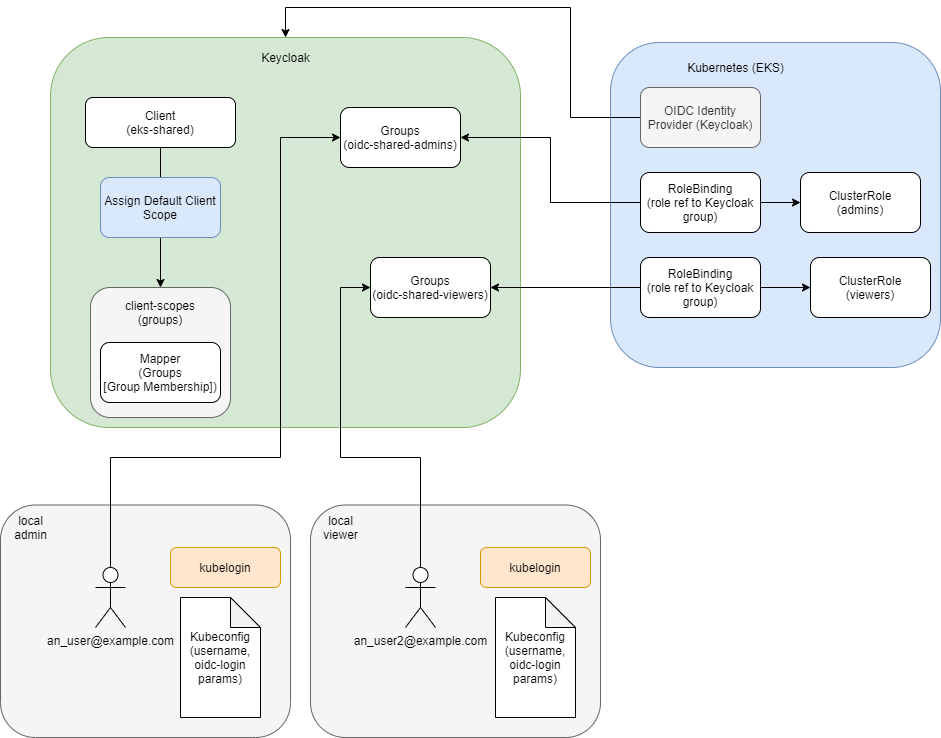 Keycloak
Client
(eks-shared)
Assign Default Client
Scope
client-scopes
(groups)
Mapper
(Groups
[Group Membership])
Groups
(oidc-shared-admins)
Groups
(oidc-shared-viewers)
Kubernetes (EKS)
OIDC Identity
Provider (Keycloak)
RoleBinding
(role ref to Keycloak
group)
ClusterRole
(admins)
RoleBinding
(role ref to Keycloak
group)
ClusterRole
(viewers)
local
admin
kubelogin
an_user@example.com
Kubeconfig
(username,
oidc-login
params)
local
viewer
kubelogin
an_user2@example.com
Kubeconfig
(username,
oidc-login
params)